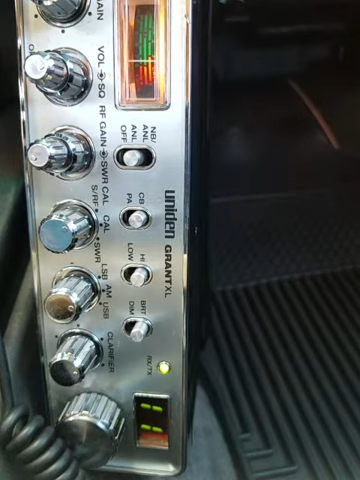 GAIN
VOL SQ
RF GAIN SWR CAL
S/RF CAL SWR
LSB AM USB
CLARIFIER
NB/
ANL
ANL
OFF
CB
PA
HI
LOW
BRT
DIM
RX/TX
uniden GRANT XL
11